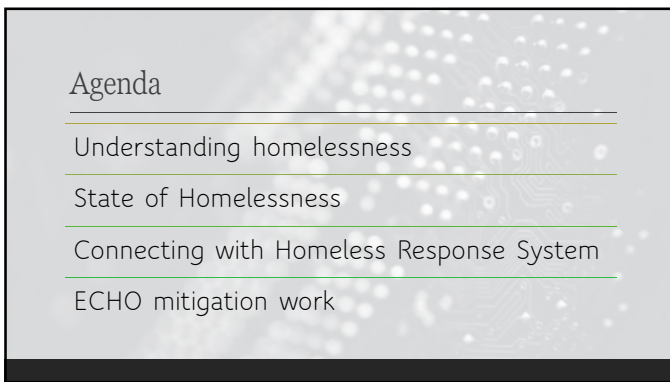 Agenda
Understanding homelessness
State of Homelessness
Connecting with Homeless Response System
ECHO mitigation work